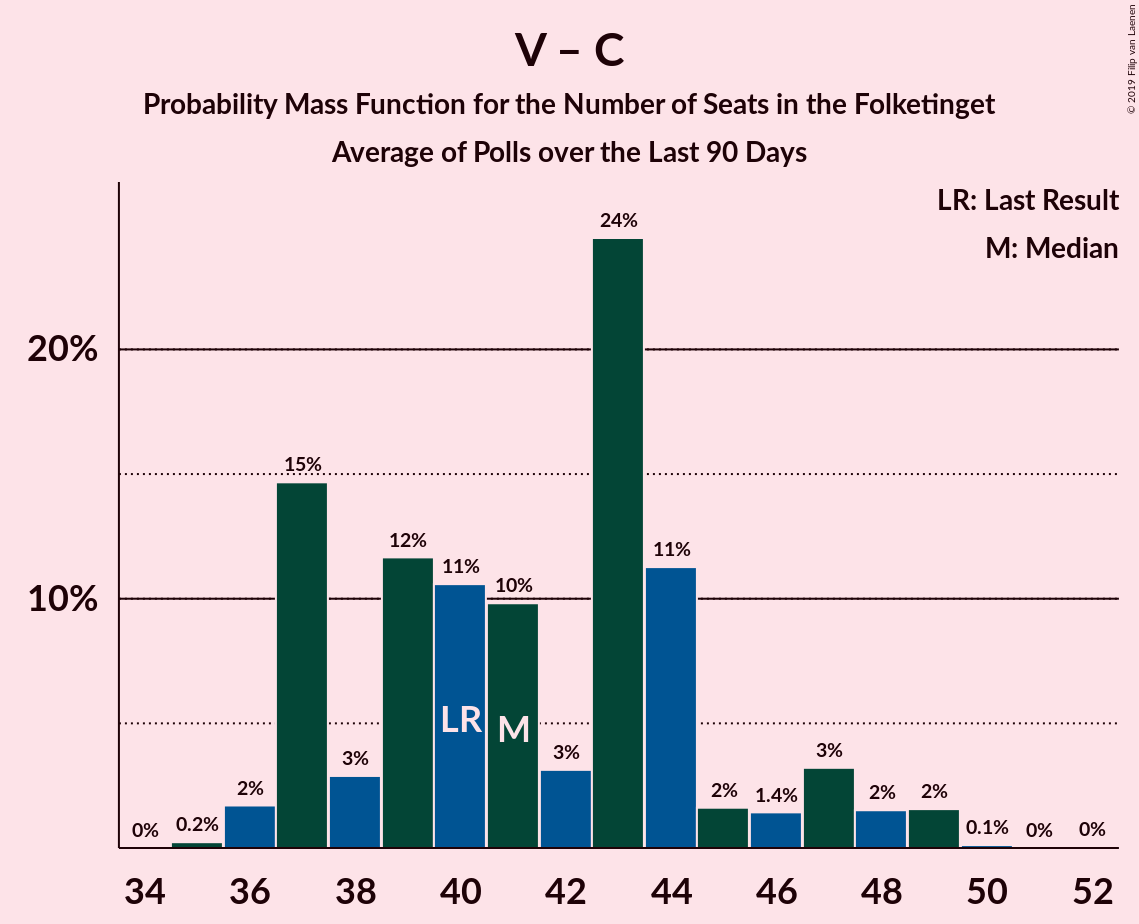 V – C
Probability Mass Function for the Number of Seats in the Folketinget
Average of Polls over the Last 90 Days
© 2019 Filip van Laenen
LR: Last Result
M: Median
20%
10%
0%
0.2%
2%
15%
3%
12%
11%
10%
3%
24%
11%
2%
1.4%
3%
2%
2%
0.1%
0%
0%
LR
M
34 36 38 40 42 44 46 48 50 52